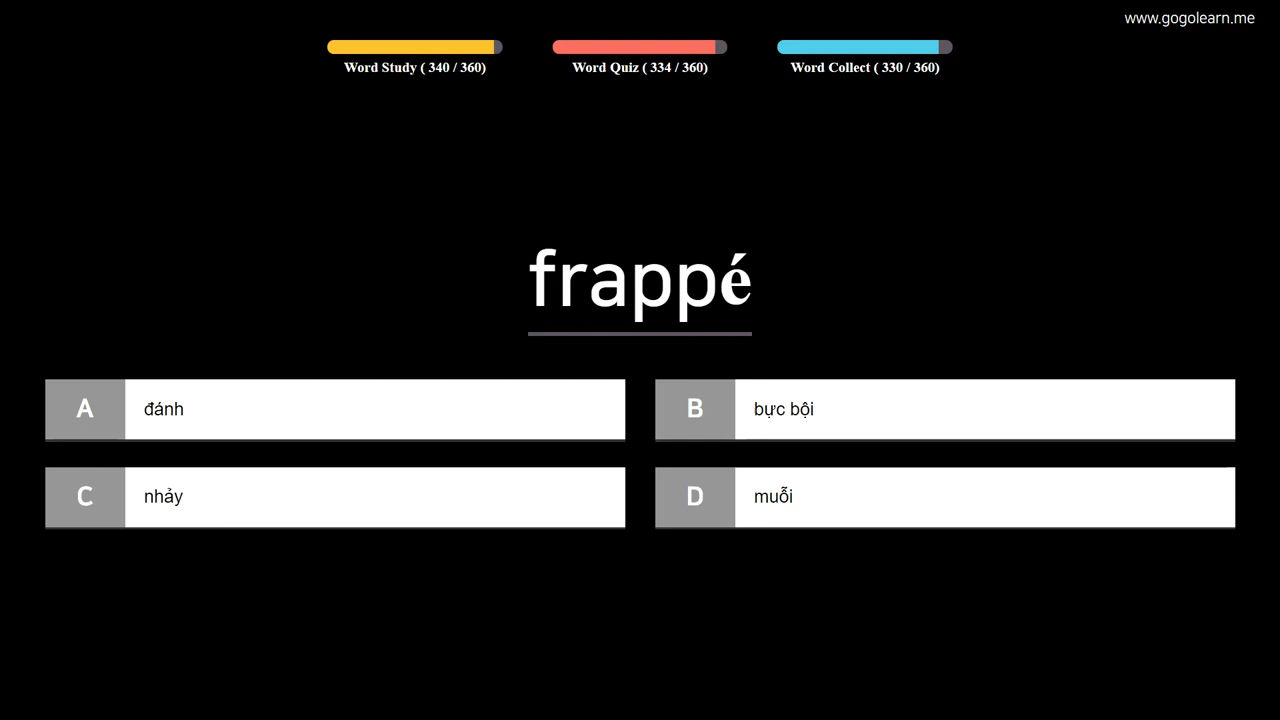 www.gogolearn.me
Word Study ( 340 / 360)
Word Quiz ( 334 / 360)
Word Collect ( 330 / 360)
frappé
A đánh
B bực bội
C nhảy
D muỗi